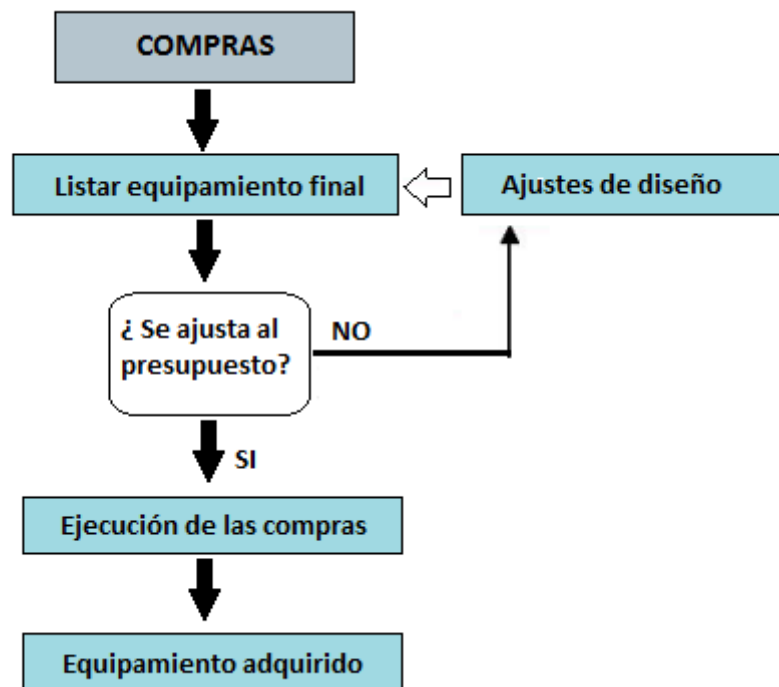 COMPRAS
Listar equipamiento final
Ajustes de diseño
¿ Se ajusta al
presupuesto?
NO
SI
Ejecución de las compras
Equipamiento adquirido